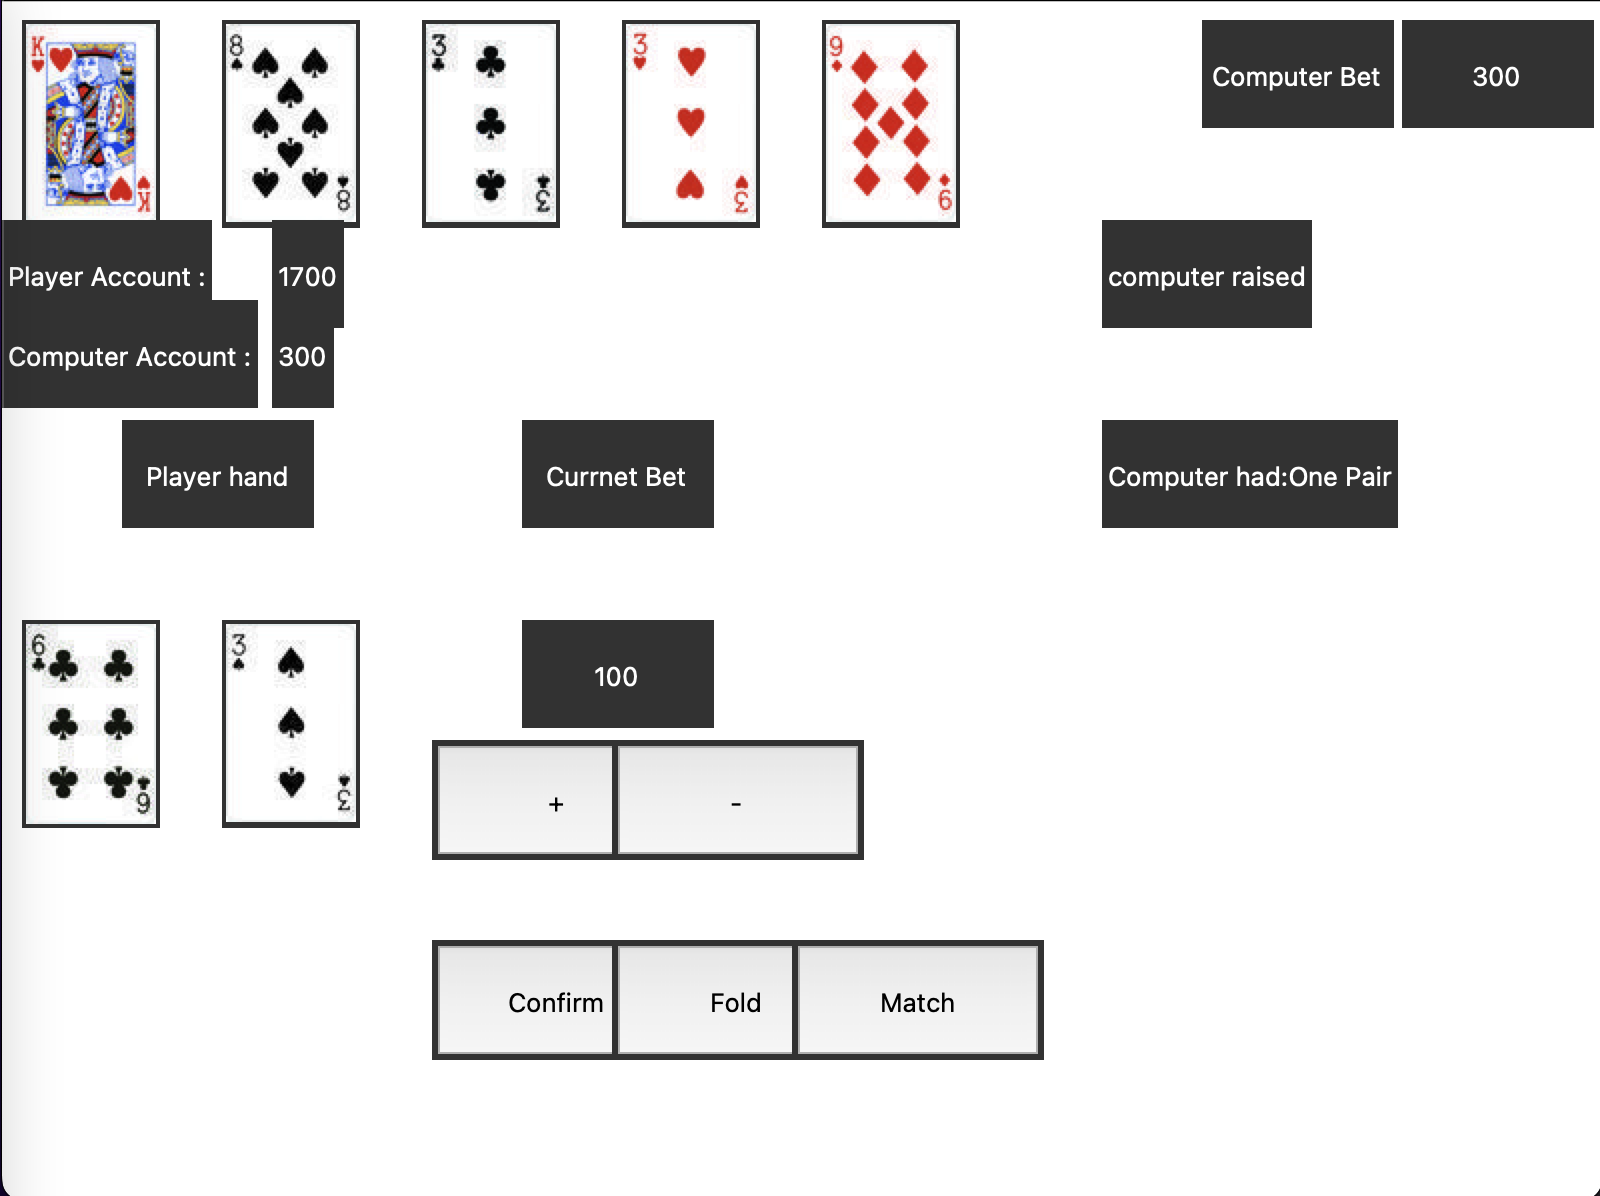 K
K
8
8
3
3
3
3
9
9
Computer Bet
300
Player Account :
1700
computer raised
Computer Account :
300
Player hand
Currnet Bet
Computer had:One Pair
6
6
3
3
100
+
-
Confirm
Fold
Match